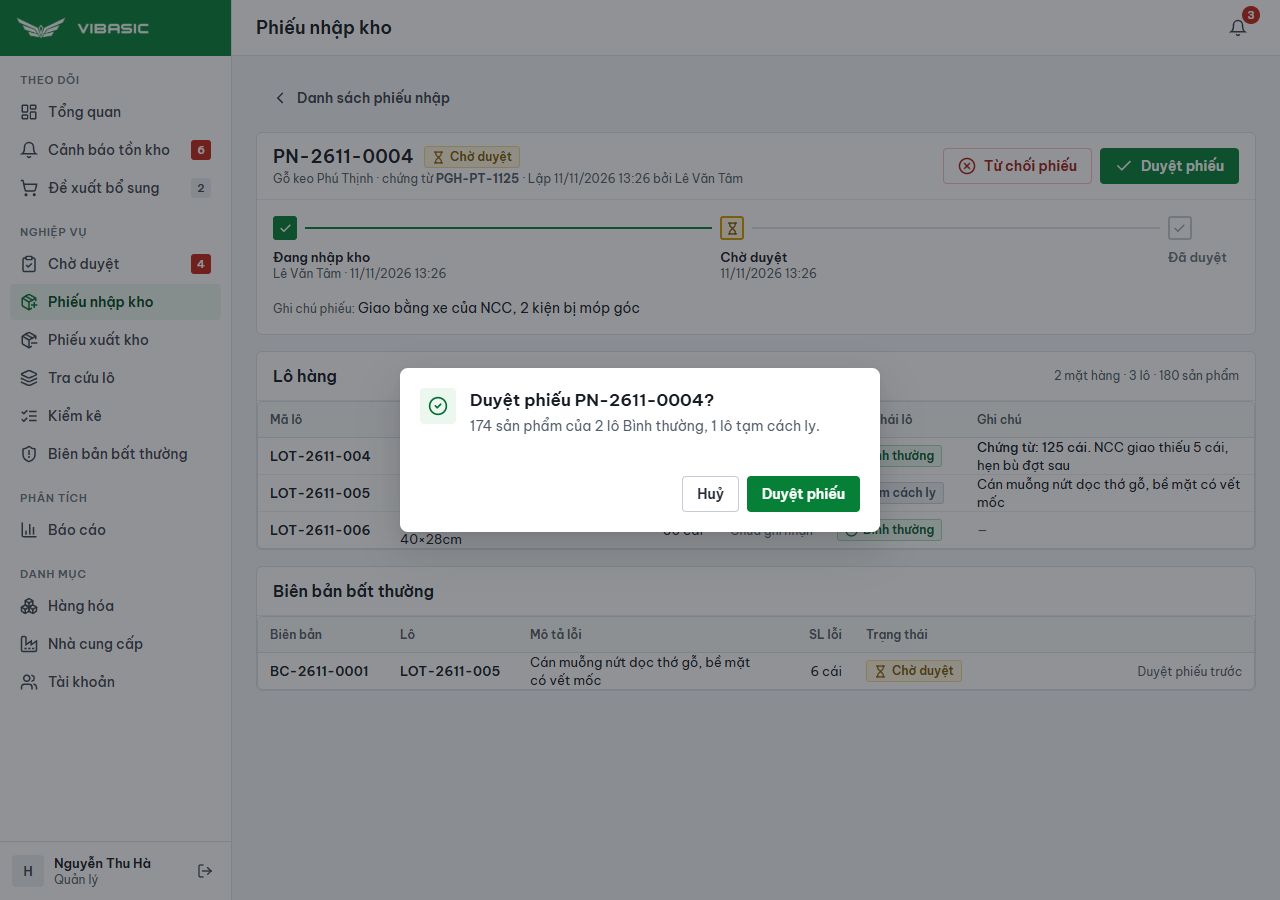 VIBASIC
Phiếu nhập kho
3
THEO DÕI
Tổng quan
Cảnh báo tồn kho 6
Đề xuất bổ sung 2
NGHIỆP VỤ
Chờ duyệt 4
Phiếu nhập kho
Phiếu xuất kho
Tra cứu lô
Kiểm kê
Biên bản bất thường
PHÂN TÍCH
Báo cáo
DANH MỤC
Hàng hóa
Nhà cung cấp
Tài khoản
H
Nguyễn Thu Hà
Quản lý
Danh sách phiếu nhập
PN-2611-0004 Chờ duyệt
Gỗ keo Phú Thịnh · chứng từ PGH-PT-1125 · Lập 11/11/2026 13:26 bởi Lê Văn Tâm
Từ chối phiếu Duyệt phiếu
Đang nhập kho
Lê Văn Tâm · 11/11/2026 13:26
Chờ duyệt
11/11/2026 13:26
Đã duyệt
Ghi chú phiếu: Giao bằng xe của NCC, 2 kiện bị móp góc
Lô hàng 2 mặt hàng · 3 lô · 180 sản phẩm
Mã lô Ghi chú
LOT-2611-004 thường Chứng từ: 125 cái. NCC giao thiếu 5 cái,
hẹn bù đợt sau
LOT-2611-005 cách ly Cán muỗng nứt dọc thớ gỗ, bề mặt có vết
mốc
LOT-2611-006 Bình thường –
40×28cm
Duyệt phiếu PN-2611-0004?
174 sản phẩm của 2 lô Bình thường, 1 lô tạm cách ly.
Huỷ Duyệt phiếu
Biên bản bất thường
Biên bản Lô Mô tả lỗi SL lỗi Trạng thái
BC-2611-0001 LOT-2611-005 Cán muỗng nứt dọc thớ gỗ, bề mặt
có vết mốc 6 cái Chờ duyệt Duyệt phiếu trước